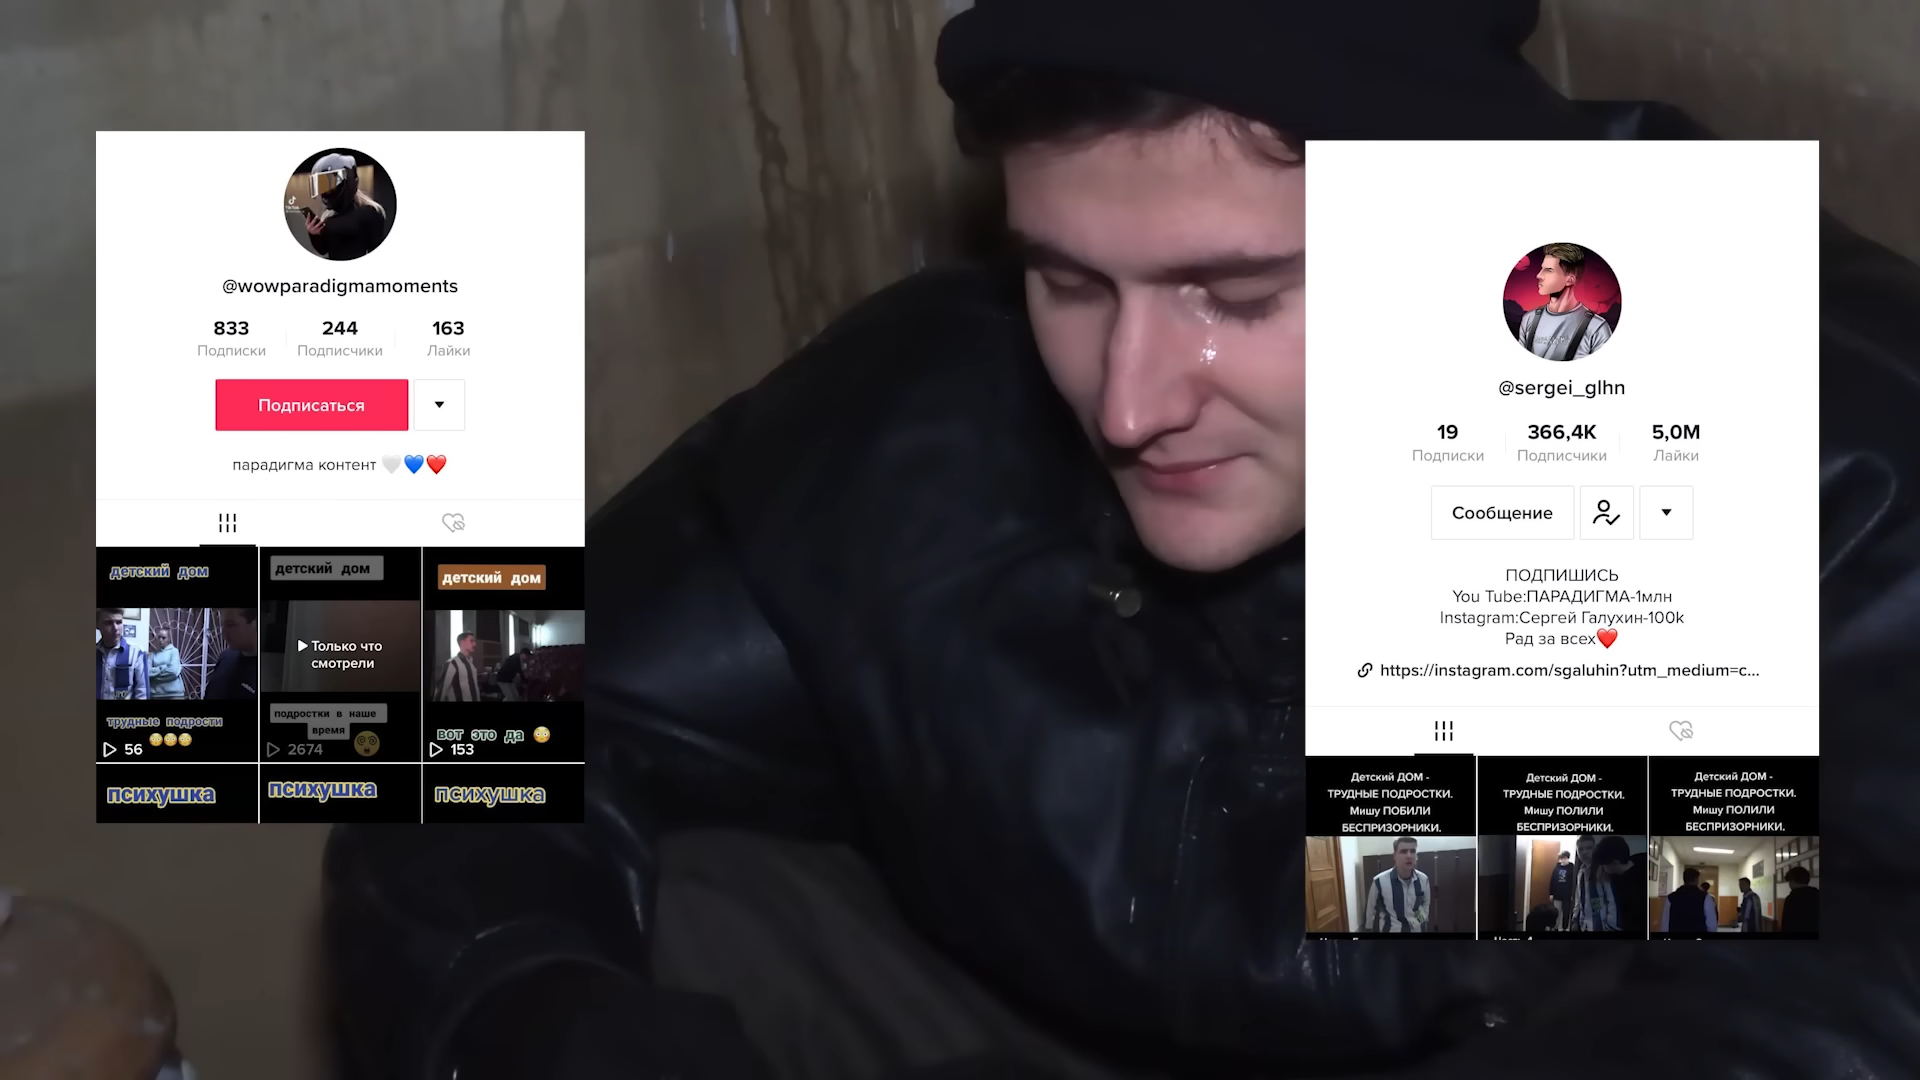 @wowparadigmamoments
833
244
163
Подписки
Подписчики
Лайки
Подписаться
парадигма контент
детский дом
детский дом
детский дом
Только что
смотрели
трудные подрости
56
подростки в наше
время
2674
вот это да
153
психушка
психушка
психушка
@sergei_glhn
19
366,4K
5,0M
Подписки
Подписчики
Лайки
Сообщение
ПОДПИШИСЬ
You Tube:ПАРАДИГМА-1млн
Instagram:Сергей Галухин-100k
Рад за всех
https://instagram.com/sgaluhin?utm_medium=c...
Детский ДОМ -
ТРУДНЫЕ ПОДРОСТКИ.
Мишу ПОБИЛИ
БЕСПРИЗОРНИКИ.
Детский ДОМ -
ТРУДНЫЕ ПОДРОСТКИ.
Мишу ПОЛИЛИ
БЕСПРИЗОРНИКИ.
Детский ДОМ -
ТРУДНЫЕ ПОДРОСТКИ.
Мишу ПОЛИЛИ
БЕСПРИЗОРНИКИ.